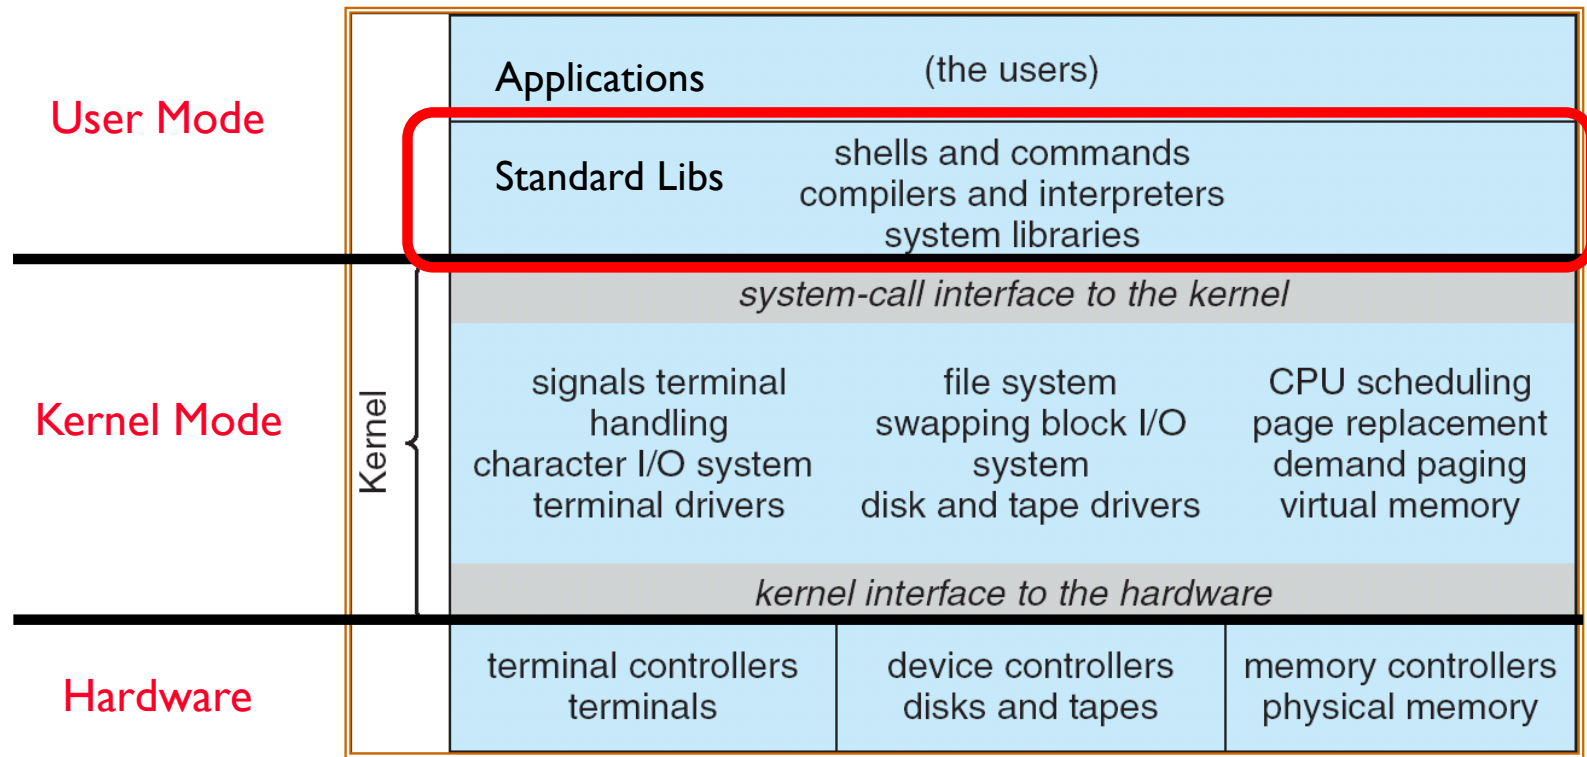 User Mode
Applications
(the users)
Standard Libs
shells and commands
compilers and interpreters
system libraries
Kernel Mode
Kernel
system-call interface to the kernel
signals terminal
handling
character I/O system
terminal drivers
file system
swapping block I/O
system
disk and tape drivers
CPU scheduling
page replacement
demand paging
virtual memory
kernel interface to the hardware
Hardware
terminal controllers
terminals
device controllers
disks and tapes
memory controllers
physical memory